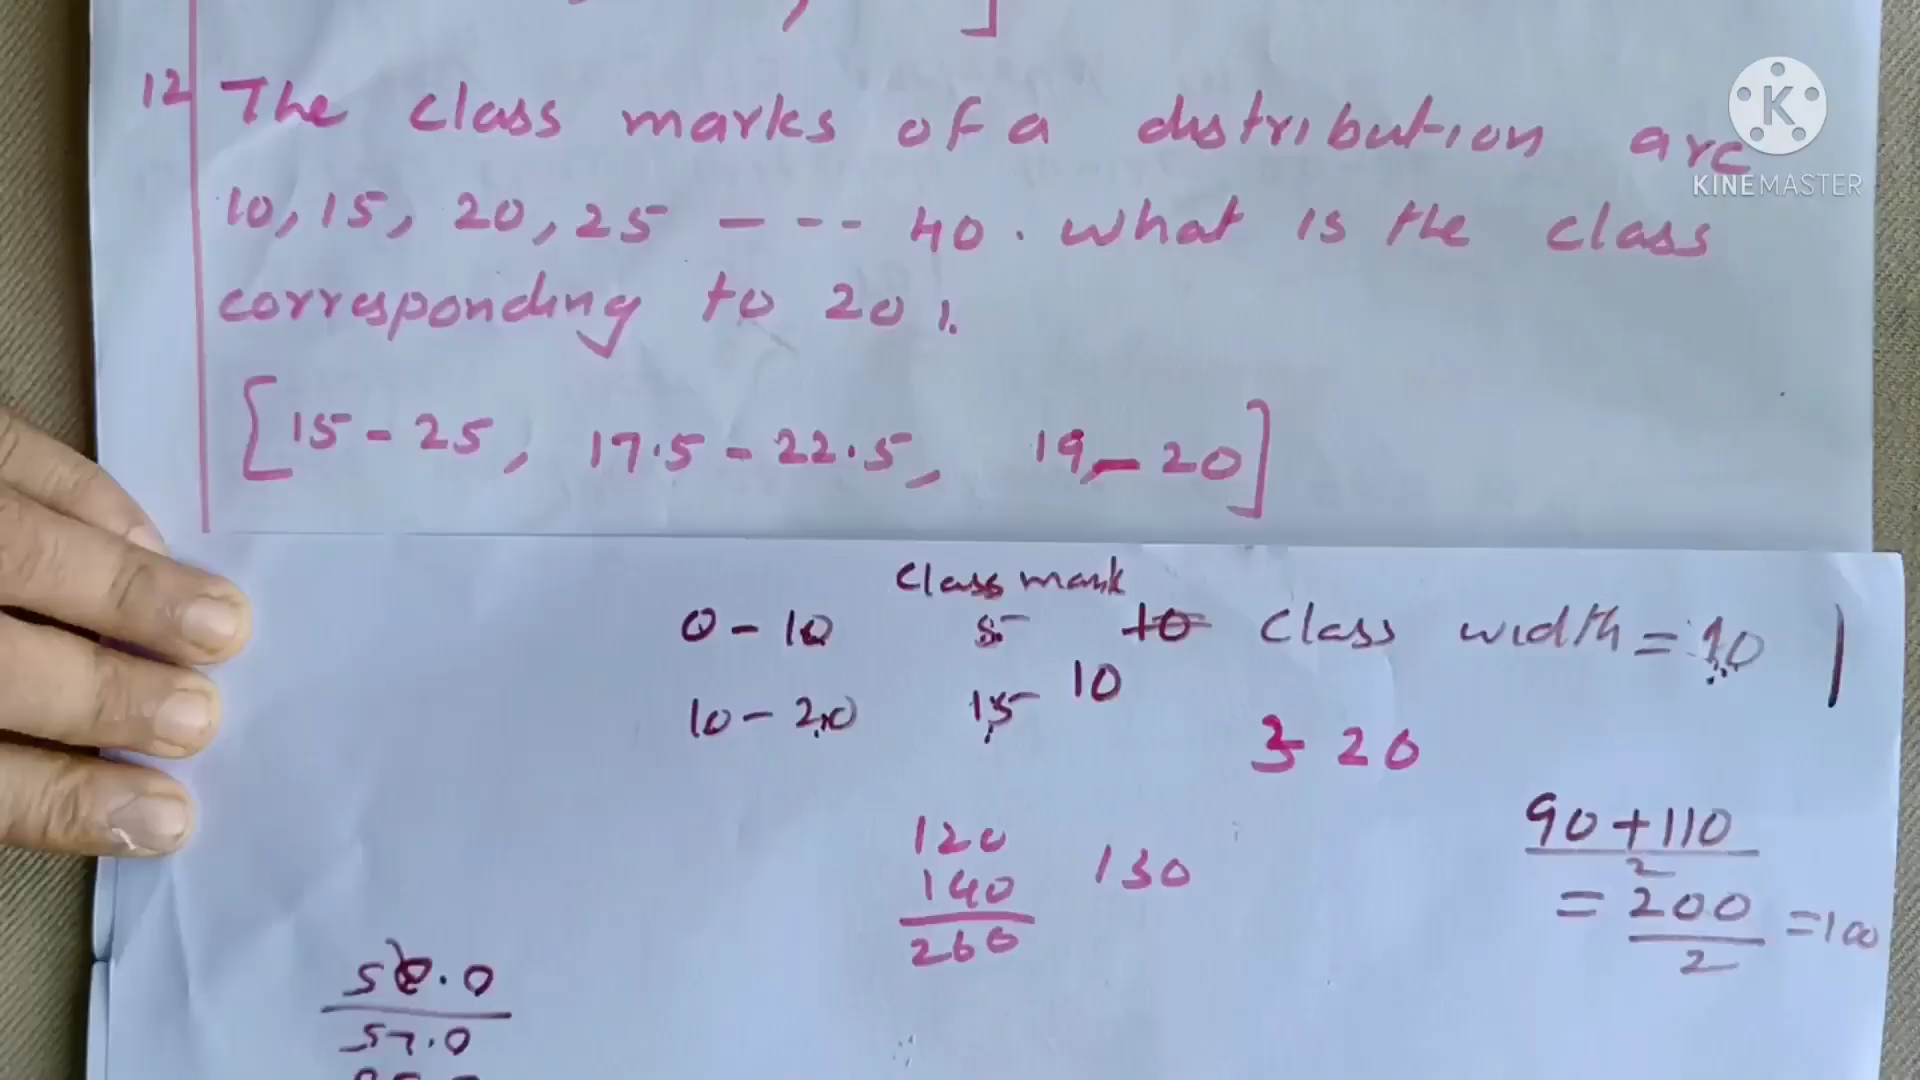 12 The class marks of a distribution are
10, 15, 20, 25 - - - - 40. what is the class
corresponding to 20?
[15-25, 17.5-22.5, 19-20]
KINEMASTER
class mark
0-10 5 10 class width = 10
10-20 15 10
20
120
140 130
260
90+110
2
= 200 = 100
2
57.0